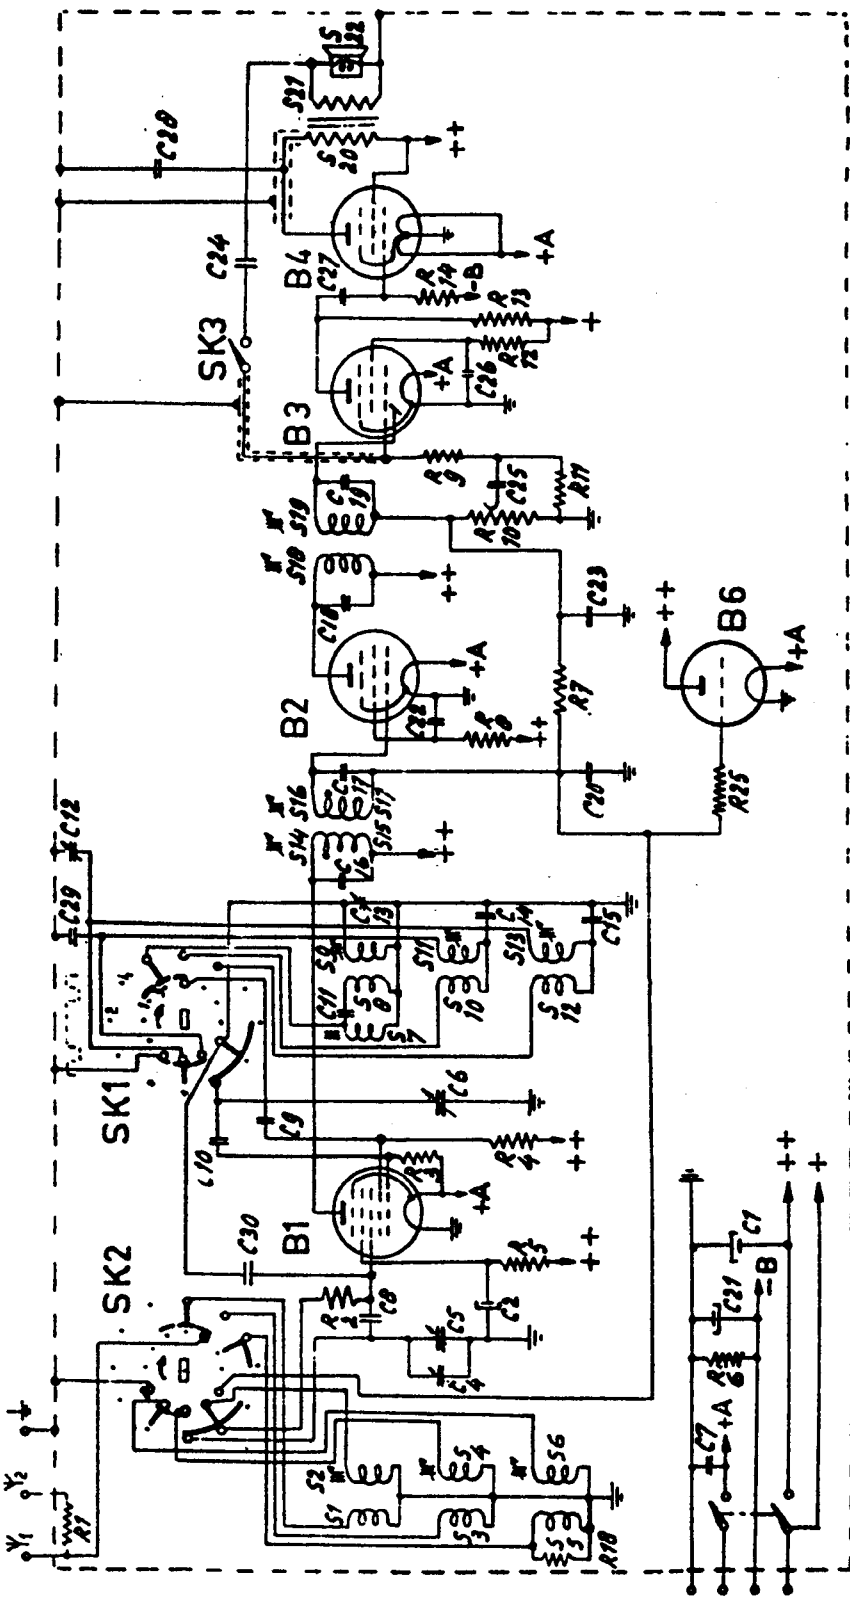 Y1
Y2
R1
SK2
SK1
SK3
S1
S2
S3
S4
S5
S6
R18
R2
C8
C30
C4
C5
C2
R5
++
B1
+A
R3
R4
++
C10
C9
C6
C11
S7
S8
S9
C13
S10
S11
C14
S12
S13
C15
C29
C12
S14
S15
C16
++
S16
S17
C17
B2
C22
R8
++
+A
C20
R7
C23
C18
S18
++
S19
C19
B3
R9
R10
C25
R11
+A
C26
R12
R13
+
B4
C27
R14
-B
+A
C24
C28
S20
S21
S22
++
B6
++
+A
R25
C7
+A
R6
C21
-B
C1
++
+